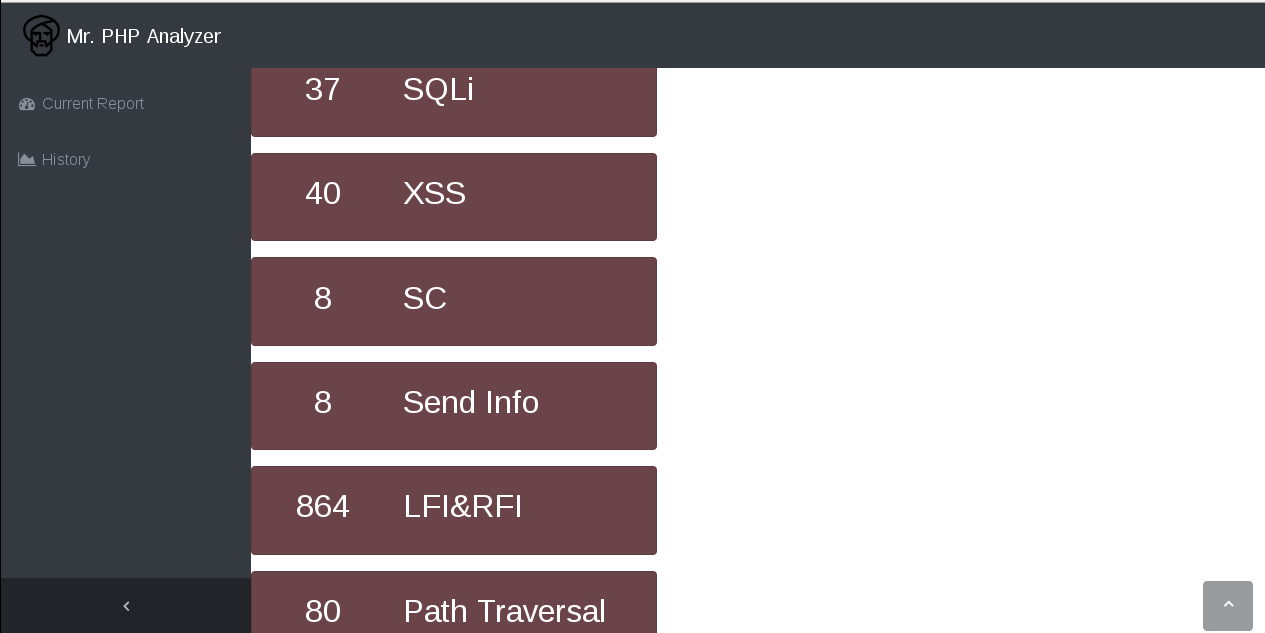 Mr. PHP Analyzer
Current Report
History
37 SQLi
40 XSS
8 SC
8 Send Info
864 LFI&RFI
80 Path Traversal